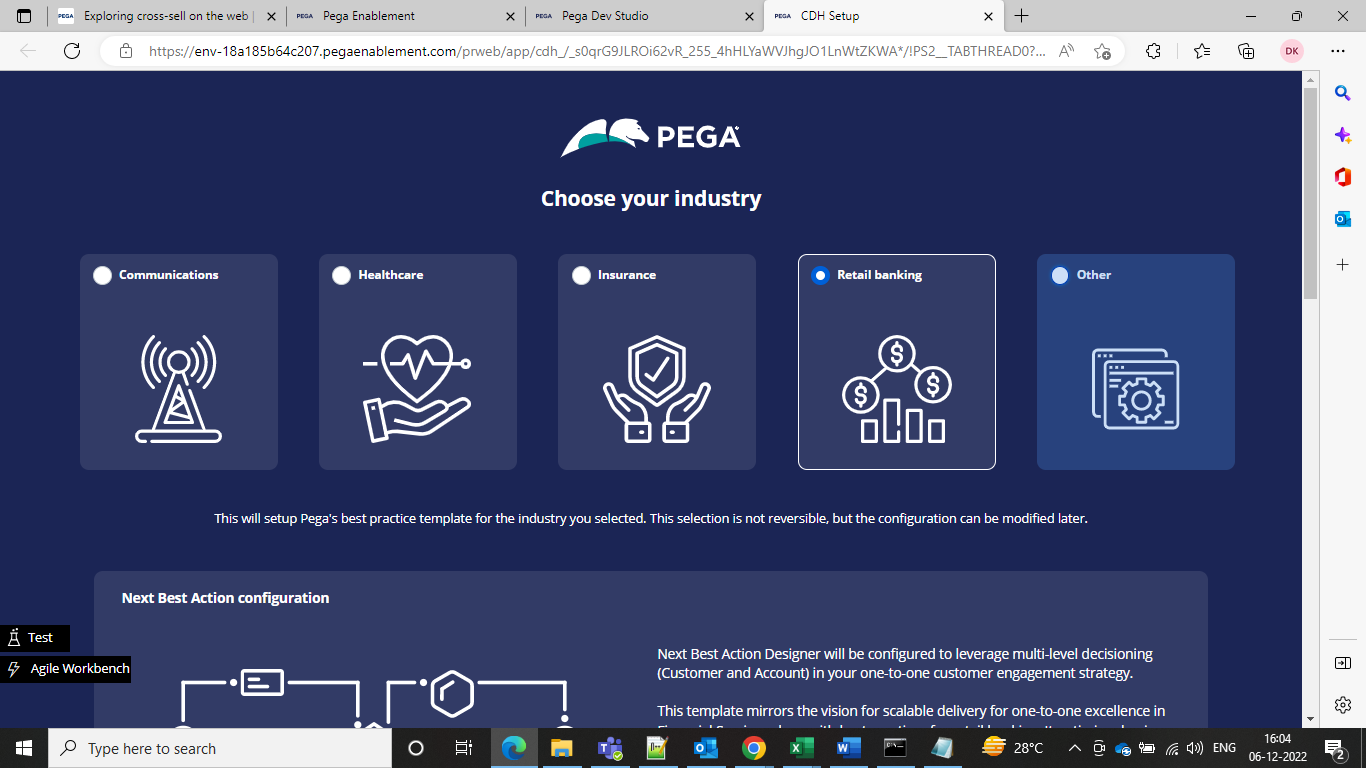 PEGA Exploring cross-sell on the web |
PEGA Pega Enablement
PEGA Pega Dev Studio
PEGA CDH Setup
https://env-18a185b64c207.pegaenablement.com/prweb/app/cdh_/_s0qrG9JLROi62vR_255_4hHLYaWVJhgJO1LnWtZKWA*/!PS2__TABTHREAD0?...
DK
PEGA
Choose your industry
Communications
Healthcare
Insurance
Retail banking
Other
This will setup Pega's best practice template for the industry you selected. This selection is not reversible, but the configuration can be modified later.
Next Best Action configuration
Next Best Action Designer will be configured to leverage multi-level decisioning
(Customer and Account) in your one-to-one customer engagement strategy.
This template mirrors the vision for scalable delivery for one-to-one excellence in
Test
Agile Workbench
Type here to search
28°C
ENG
16:04
06-12-2022
2